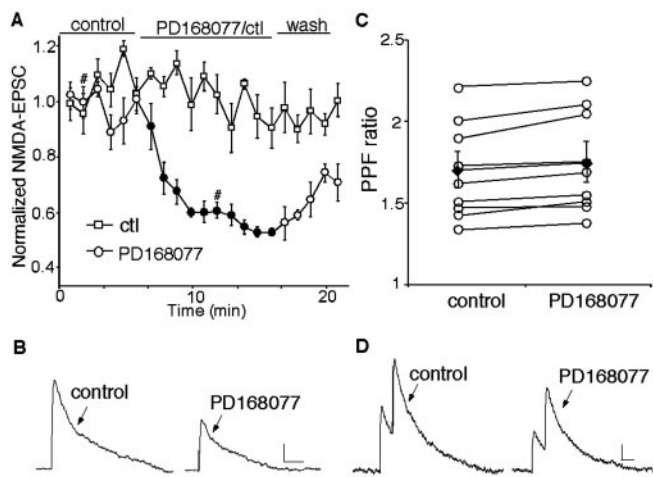 A
control
PD168077/ctl
wash
Normalized NMDA-EPSC
1.2
1.0
0.8
0.6
0.4
#
#
ctl
PD168077
0
10
20
Time (min)
C
PPF ratio
2.5
2
1.5
1
control
PD168077
B
control
PD168077
D
control
PD168077